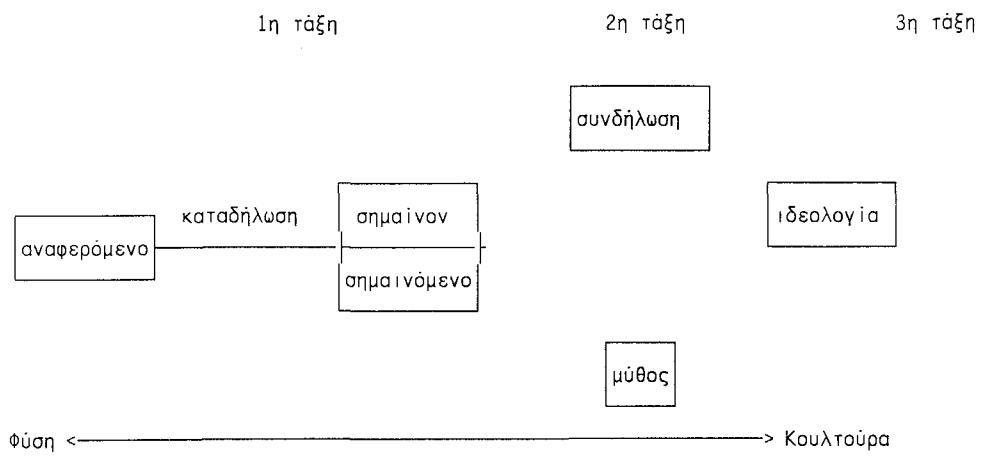 1η τάξη 2η τάξη 3η τάξη
συνδήλωση
καταδήλωση σημαίνον ιδεολογία
αναφερόμενο
σημαινόμενο
μύθος
Φύση <--> Κουλτούρα